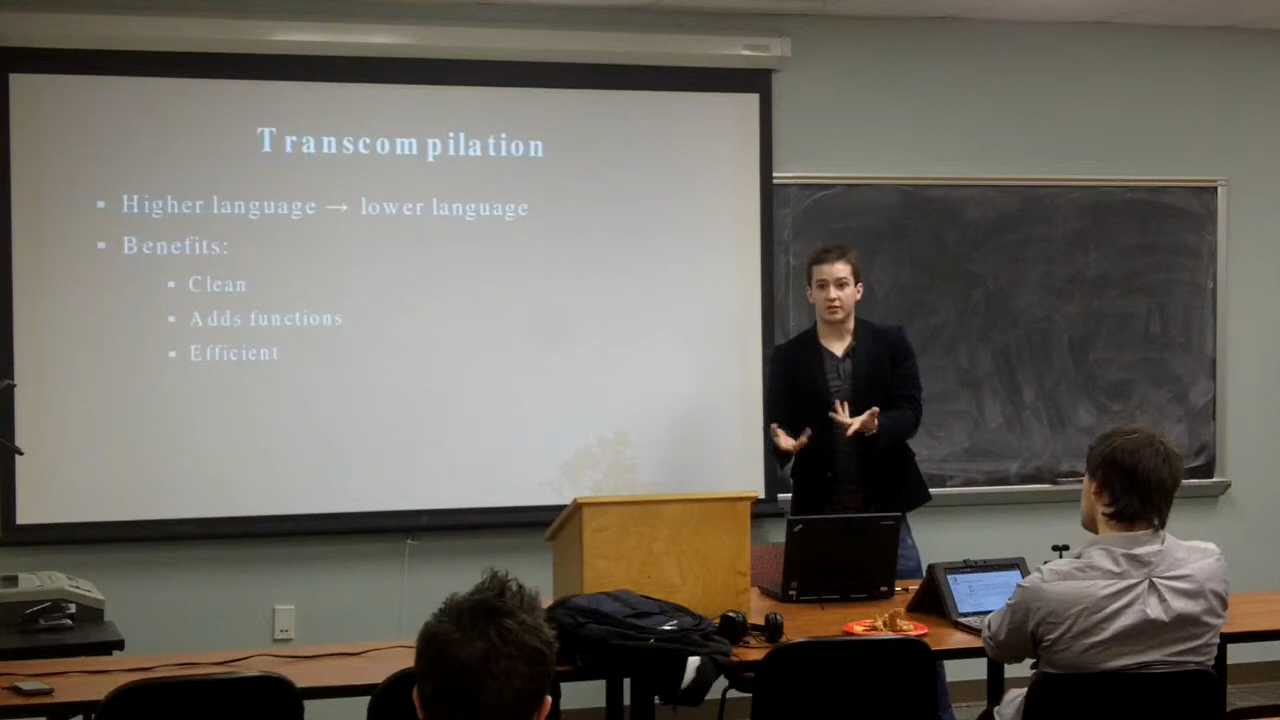 Transcompilation
▪ Higher language → lower language
▪ Benefits:
▪ Clean
▪ Adds functions
▪ Efficient